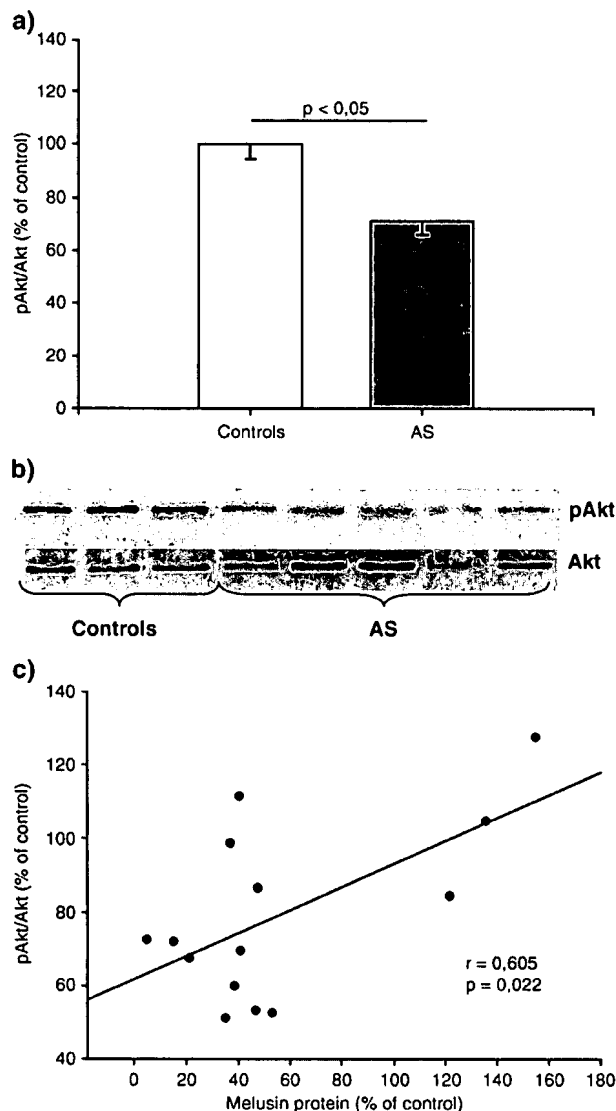 a)
140
120
100
80
60
40
20
0
pAkt/Akt (% of control)
p < 0,05
Controls
AS
b)
pAkt
Akt
Controls
AS
c)
140
120
100
80
60
40
pAkt/Akt (% of control)
r = 0,605
p = 0,022
0 20 40 60 80 100 120 140 160 180
Melusin protein (% of control)